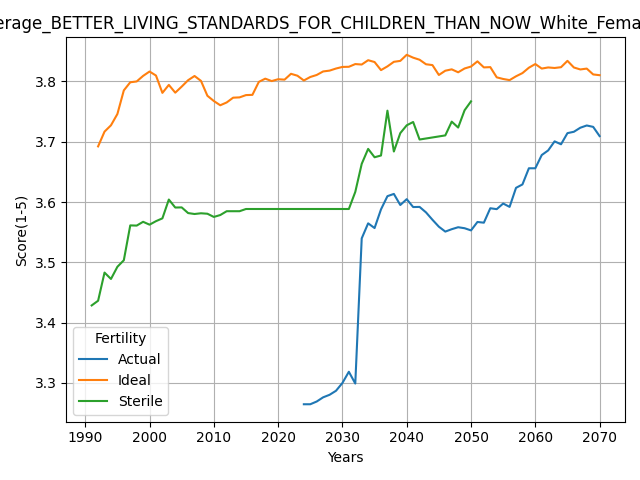 erage_BETTER_LIVING_STANDARDS_FOR_CHILDREN_THAN_NOW_White_Fema
3.8
3.7
3.6
3.5
3.4
3.3
Score(1-5)
Fertility
Actual
Ideal
Sterile
1990 2000 2010 2020 2030 2040 2050 2060 2070
Years